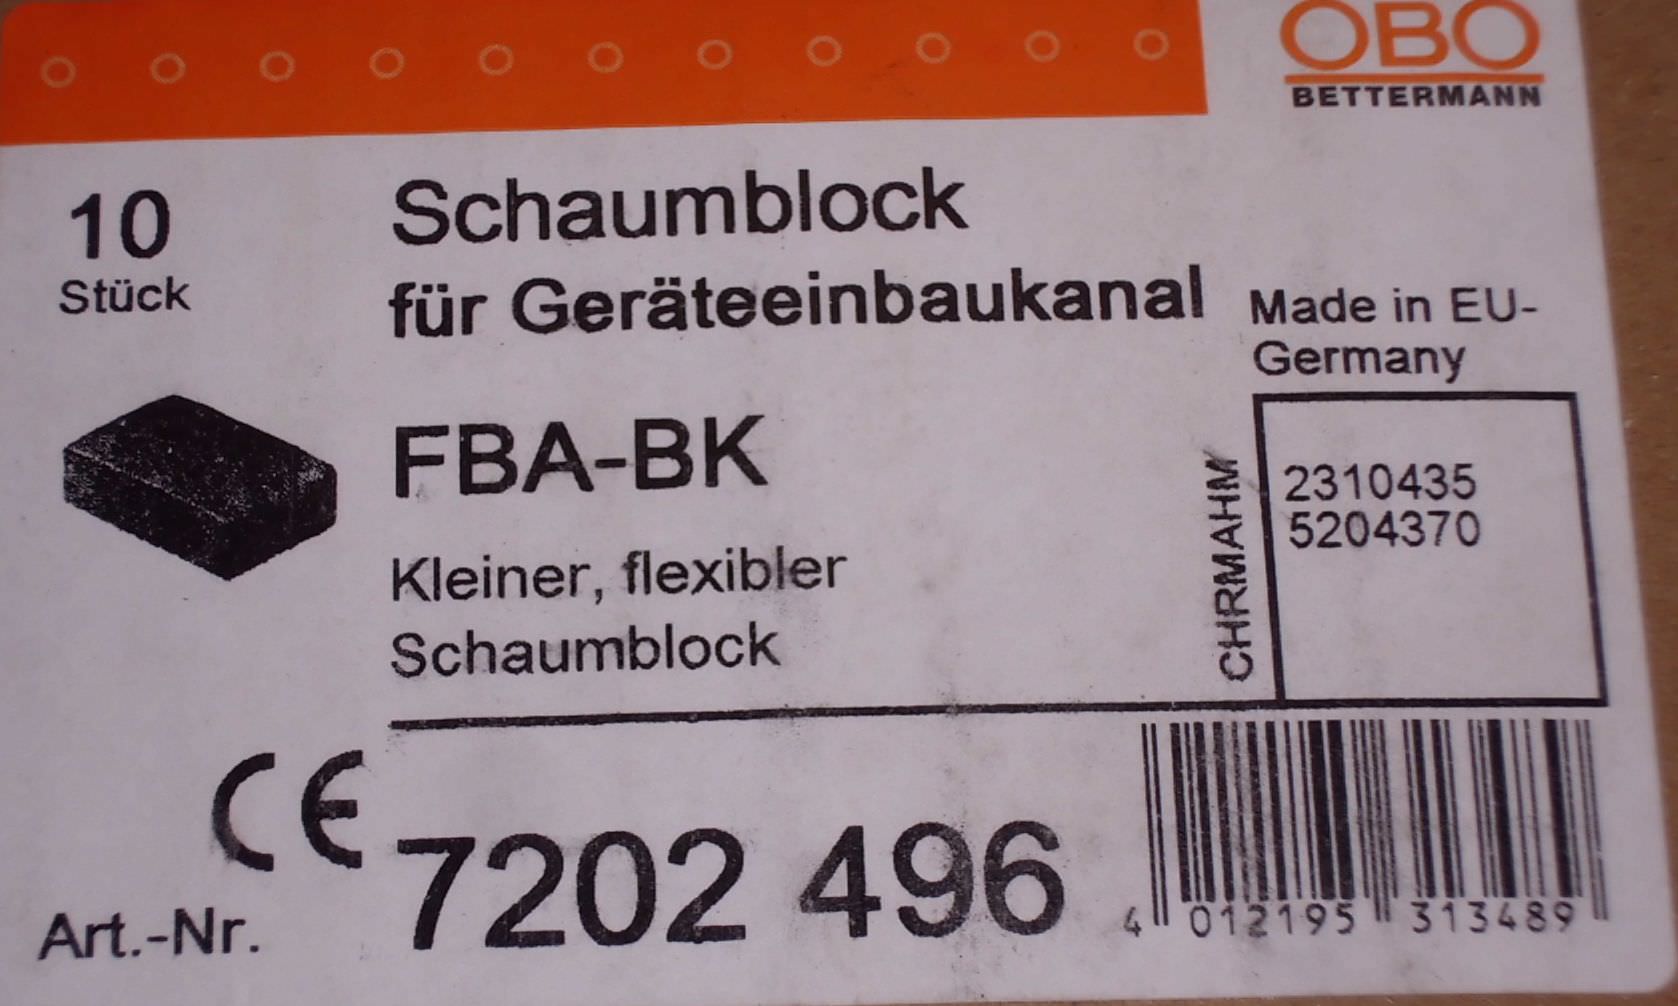 OBO
BETTERMANN
10
Stück
Schaumblock
für Geräteeinbaukanal
Made in EU-
Germany
FBA-BK
Kleiner, flexibler
Schaumblock
CHRMAHM
2310435
5204370
CE
Art.-Nr.
7202 496
4 012195 313489